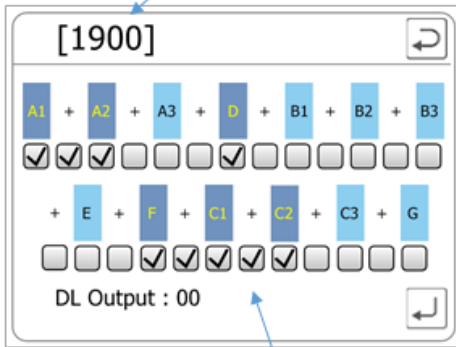 [1900]
A1 + A2 + A3 + D + B1 + B2 + B3
+ E + F + C1 + C2 + C3 + G
DL Output : 00